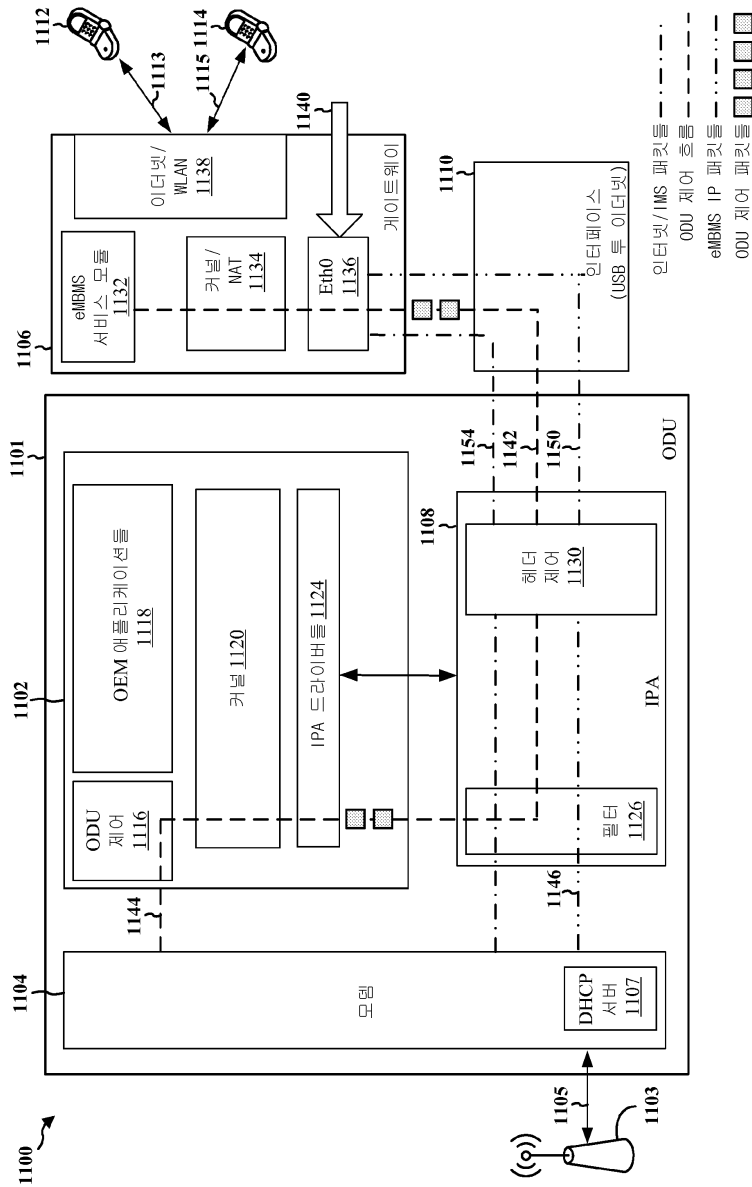 1100
1103
1105
1104
모뎀
DHCP
서버
1107
1101
1102
ODU
제어
1116
OEM 애플리케이션들
1118
커널 1120
IPA 드라이버들 1124
1144
1146
1108
필터
1126
헤더
제어
1130
IPA
ODU
1154
1142
1150
1106
eMBMS
서비스 모듈
1132
커널/
NAT
1134
Eth0
1136
이더넷/
WLAN
1138
게이트웨이
1140
1110
인터페이스
(USB 투 이더넷)
1112
1113
1114
1115
인터넷/IMS 패킷들
ODU 제어 흐름
eMBMS IP 패킷들
ODU 제어 패킷들